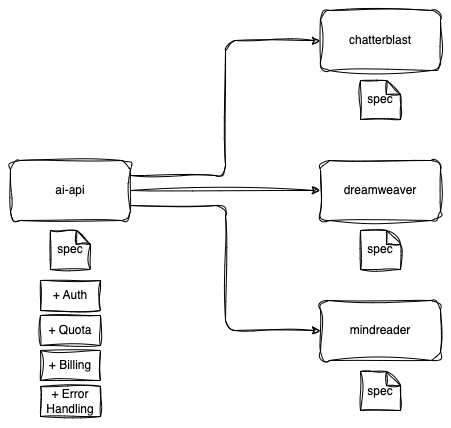 chatterblast
spec
ai-api
dreamweaver
spec
spec
+ Auth
+ Quota
+ Billing
+ Error
Handling
mindreader
spec